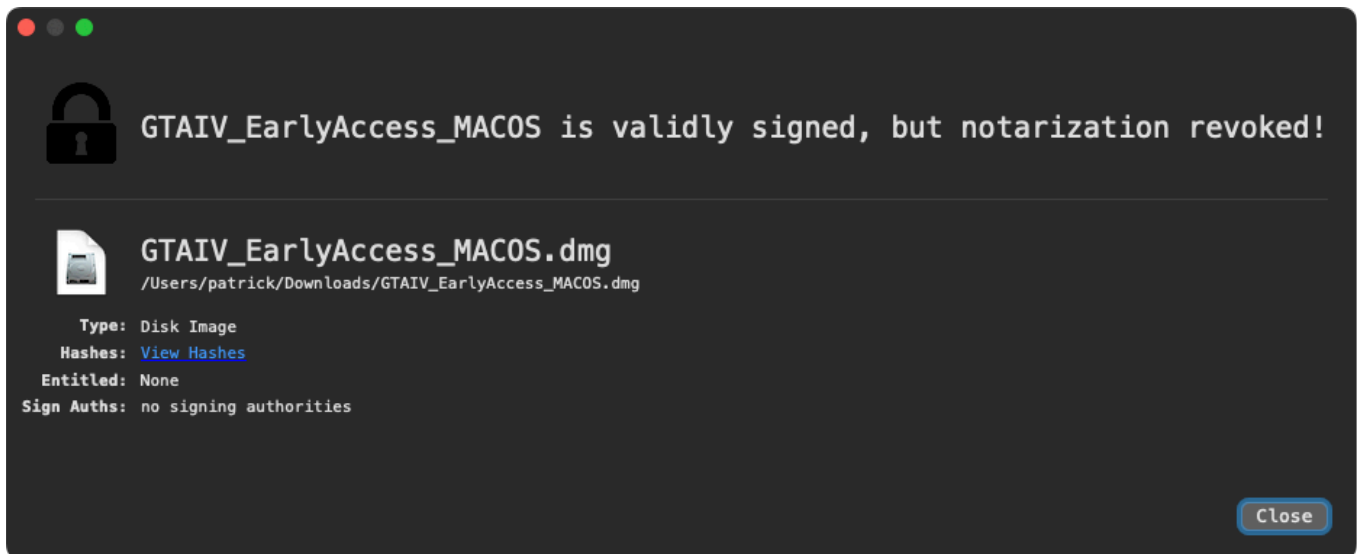 GTAIV_EarlyAccess_MACOS is validly signed, but notarization revoked!
GTAIV_EarlyAccess_MACOS.dmg
/Users/patrick/Downloads/GTAIV_EarlyAccess_MACOS.dmg
Type: Disk Image
Hashes: View Hashes
Entitled: None
Sign Auths: no signing authorities
Close